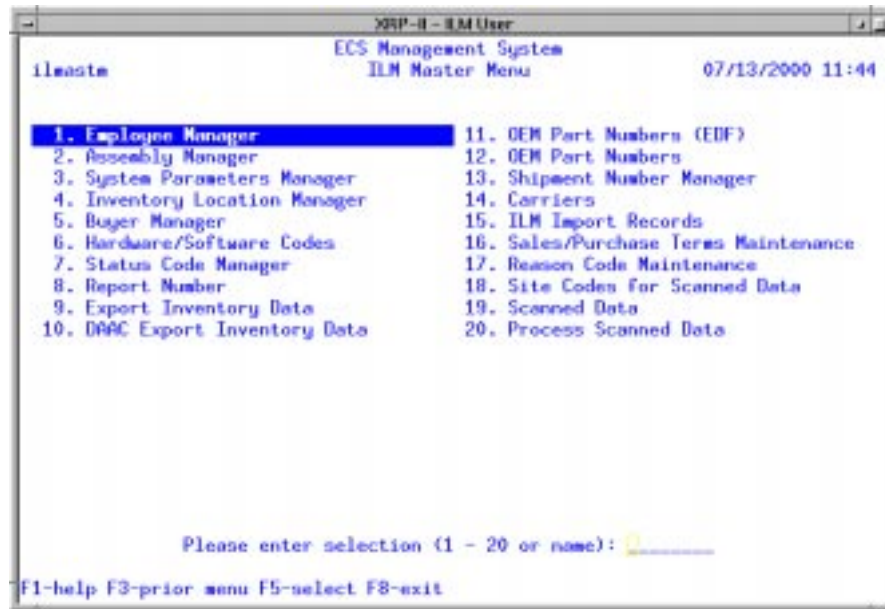 XRP-II - ILM User
ECS Management System
ilmastm ILM Master Menu 07/13/2000 11:44
1. Employee Manager
2. Assembly Manager
3. System Parameters Manager
4. Inventory Location Manager
5. Buyer Manager
6. Hardware/Software Codes
7. Status Code Manager
8. Report Number
9. Export Inventory Data
10. DAAC Export Inventory Data
11. OEM Part Numbers (EDF)
12. OEM Part Numbers
13. Shipment Number Manager
14. Carriers
15. ILM Import Records
16. Sales/Purchase Terms Maintenance
17. Reason Code Maintenance
18. Site Codes for Scanned Data
19. Scanned Data
20. Process Scanned Data
Please enter selection (1 - 20 or name):
F1-help F3-prior menu F5-select F8-exit